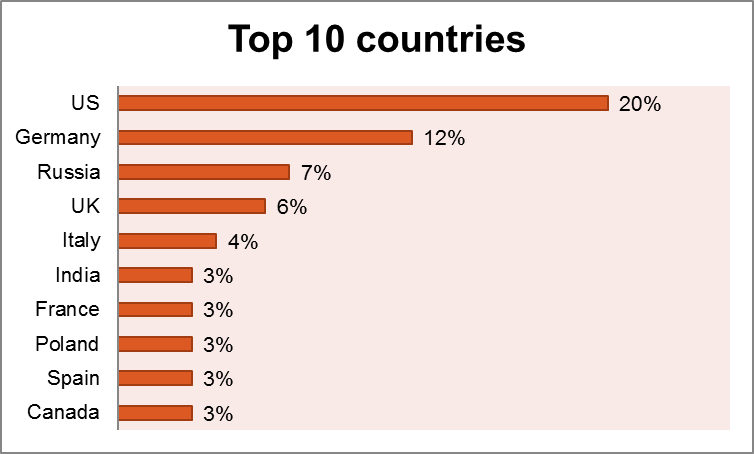 Top 10 countries
US 20%
Germany 12%
Russia 7%
UK 6%
Italy 4%
India 3%
France 3%
Poland 3%
Spain 3%
Canada 3%